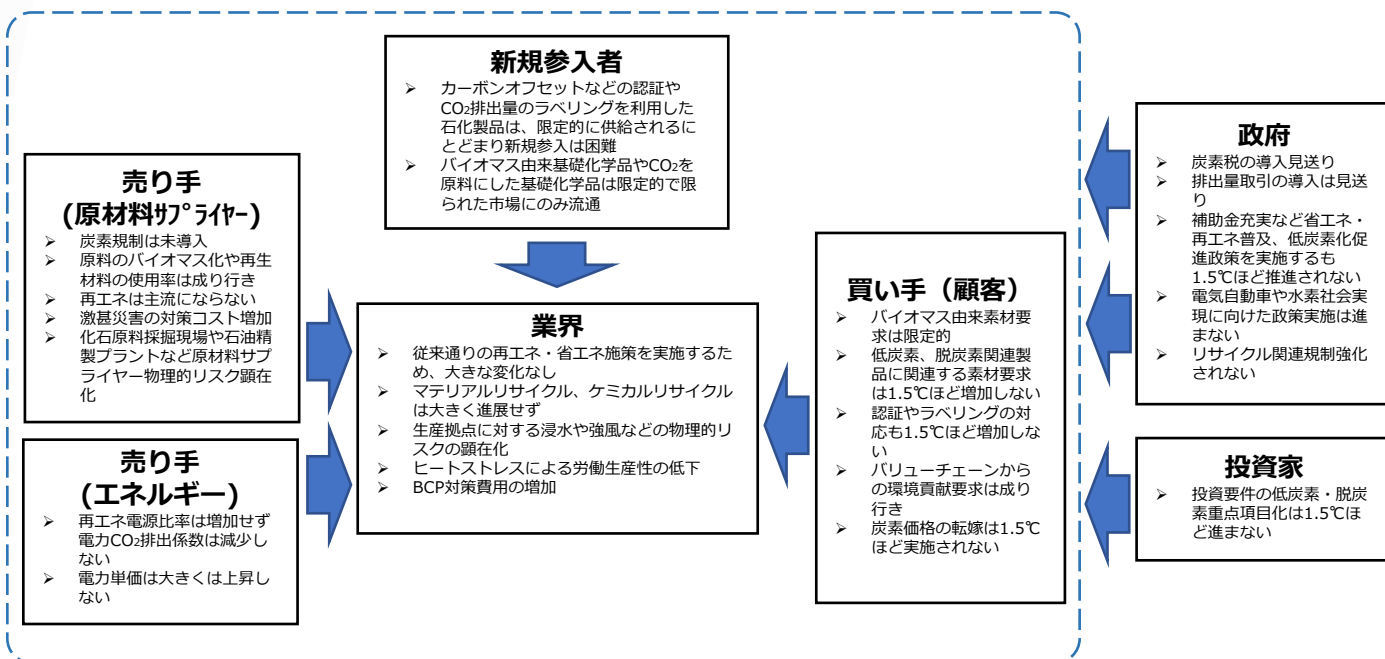 新規参入者
➢ カーボンオフセットなどの認証や
CO₂排出量のラベリングを利用した
石化製品は、限定的に供給されるに
とどまり新規参入は困難
➢ バイオマス由来基礎化学品やCO₂を
原料にした基礎化学品は限定的で限
られた市場にのみ流通
売り手
(原材料ｻﾌﾟﾗｲﾔｰ)
➢ 炭素規制は未導入
➢ 原料のバイオマス化や再生
材料の使用率は成り行き
➢ 再エネは主流にならない
➢ 激甚災害の対策コスト増加
➢ 化石原料採掘現場や石油精
製プラントなど原材料サプ
ライヤー物理的リスク顕在
化
売り手
(エネルギー)
➢ 再エネ電源比率は増加せず
電力CO₂排出係数は減少し
ない
➢ 電力単価は大きくは上昇し
ない
業界
➢ 従来通りの再エネ・省エネ施策を実施するた
め、大きな変化なし
➢ マテリアルリサイクル、ケミカルリサイクル
は大きく進展せず
➢ 生産拠点に対する浸水や強風などの物理的リ
スクの顕在化
➢ ヒートストレスによる労働生産性の低下
➢ BCP対策費用の増加
買い手（顧客）
➢ バイオマス由来素材要
求は限定的
➢ 低炭素、脱炭素関連製
品に関連する素材要求
は1.5℃ほど増加しない
➢ 認証やラベリングの対
応も1.5℃ほど増加しな
い
➢ バリューチェーンから
の環境貢献要求は成り
行き
➢ 炭素価格の転嫁は1.5℃
ほど実施されない
政府
➢ 炭素税の導入見送り
➢ 排出量取引の導入は見送
り
➢ 補助金充実など省エネ・
再エネ普及、低炭素化促
進政策を実施するも
1.5℃ほど推進されない
➢ 電気自動車や水素社会実
現に向けた政策実施は進
まない
➢ リサイクル関連規制強化
されない
投資家
➢ 投資要件の低炭素・脱炭
素重点項目化は1.5℃ほ
ど進まない